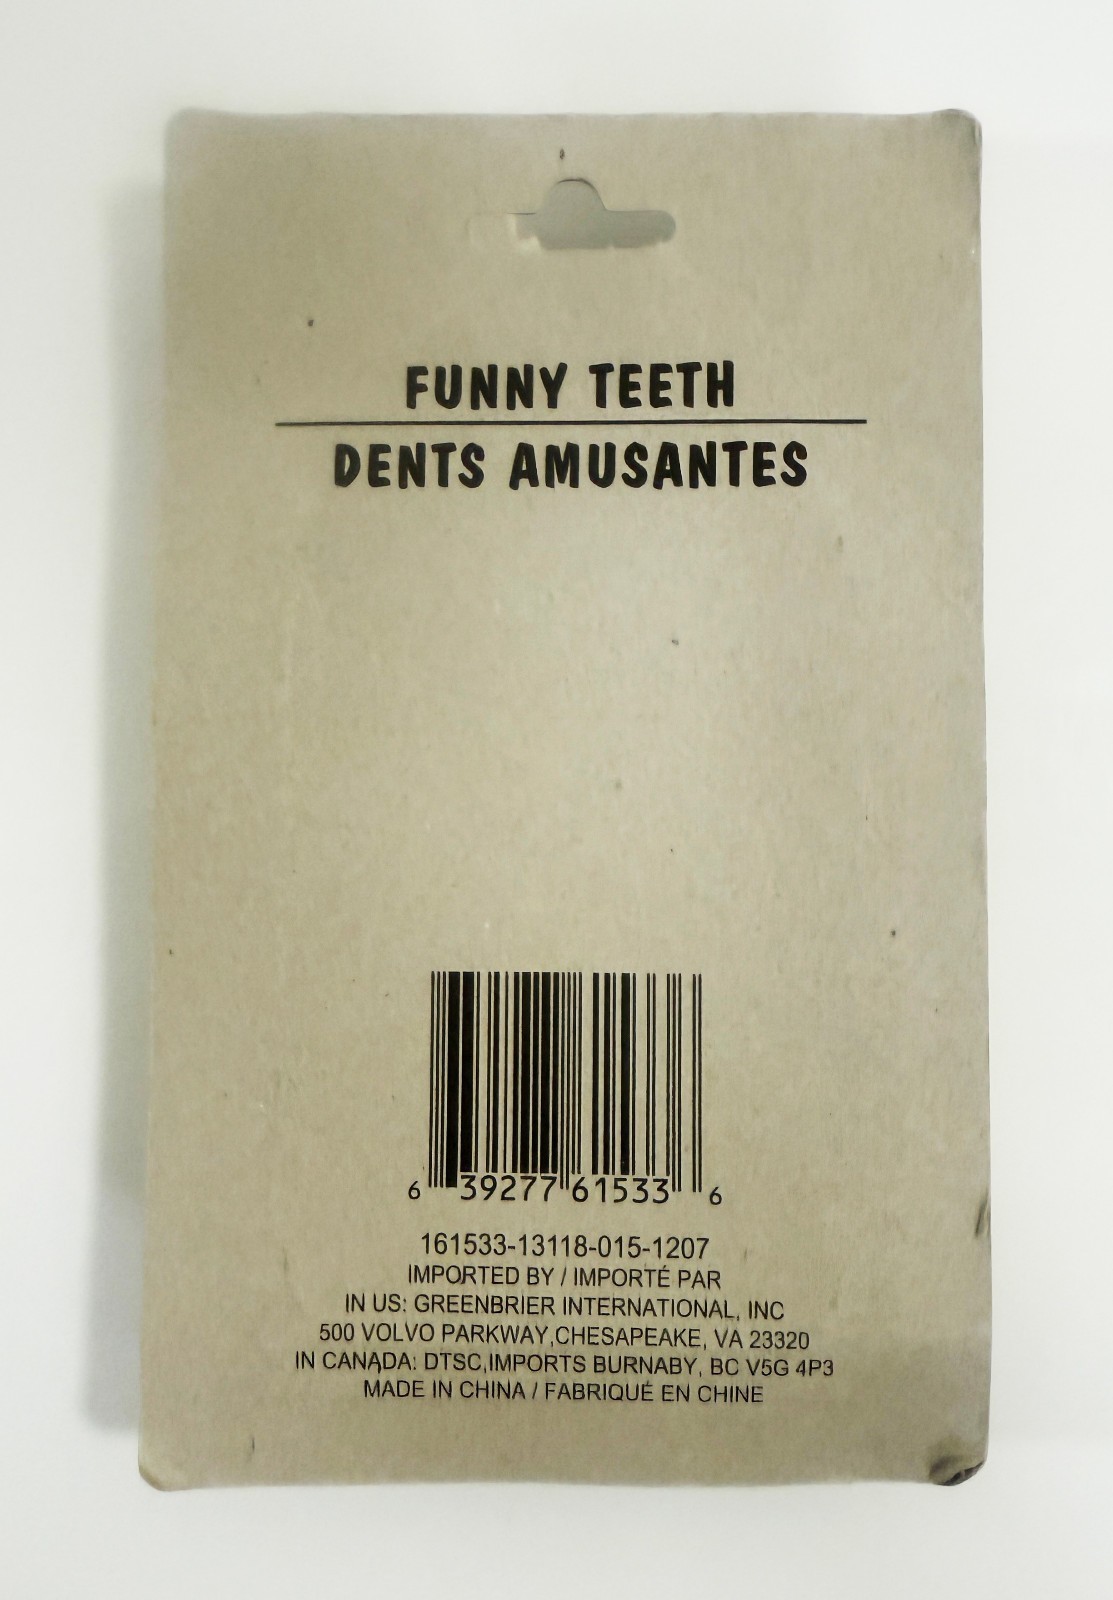 FUNNY TEETH
DENTS AMUSANTES
6 39277 61533 6
161533-13118-015-1207
IMPORTED BY / IMPORTÉ PAR
IN US: GREENBRIER INTERNATIONAL, INC
500 VOLVO PARKWAY,CHESAPEAKE, VA 23320
IN CANADA: DTSC,IMPORTS BURNABY, BC V5G 4P3
MADE IN CHINA / FABRIQUÉ EN CHINE